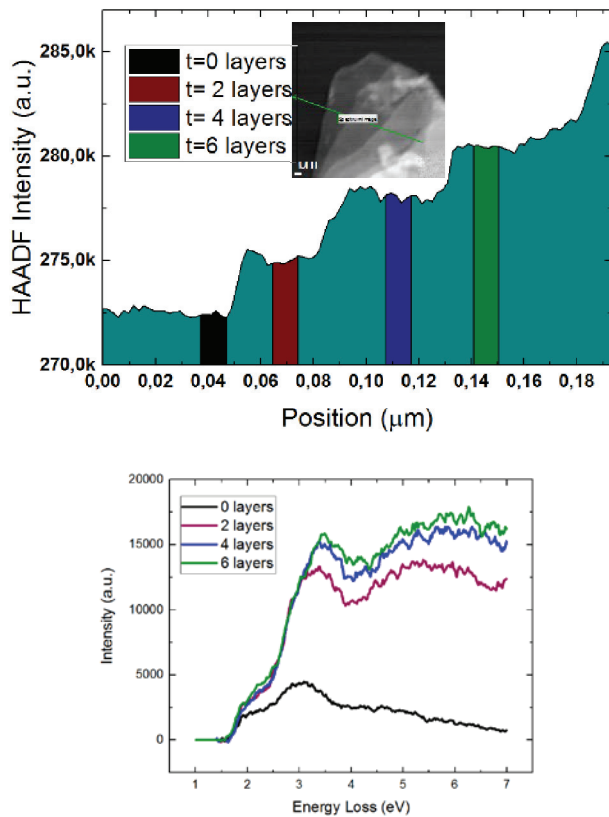 285,0k
280,0k
275,0k
270,0k
HAADF Intensity (a.u.)
t=0 layers
t= 2 layers
t= 4 layers
t=6 layers
Spectrum Image
0,00 0,02 0,04 0,06 0,08 0,10 0,12 0,14 0,16 0,18
Position (μm)
20000
15000
10000
5000
0
Intensity (a.u.)
0 layers
2 layers
4 layers
6 layers
1 2 3 4 5 6 7
Energy Loss (eV)